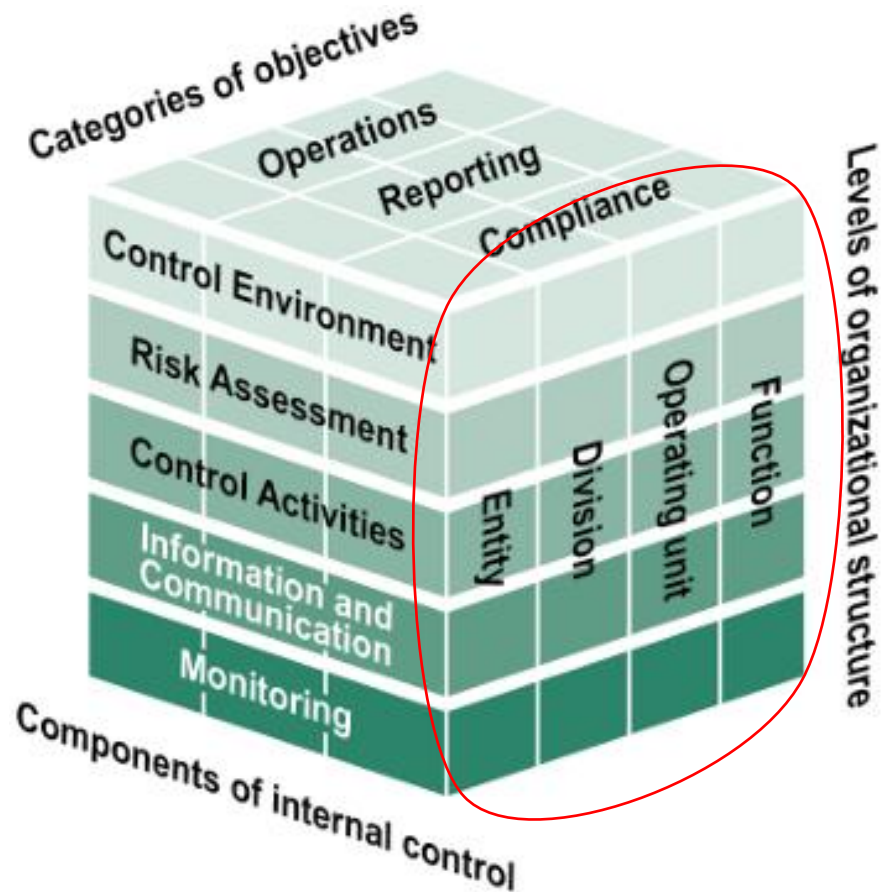 Categories of objectives
Operations
Reporting
Compliance
Control Environment
Risk Assessment
Control Activities
Information and
Communication
Monitoring
Components of internal control
Entity
Division
Operating unit
Function
Levels of organizational structure